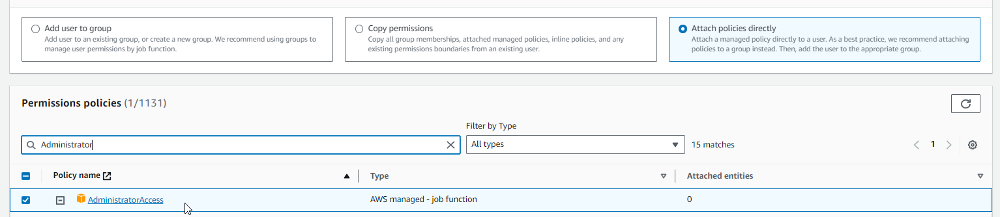 Add user to group
Add user to an existing group, or create a new group. We recommend using groups to
manage user permissions by job function.
Copy permissions
Copy all group memberships, attached managed policies, inline policies, and any
existing permissions boundaries from an existing user.
Attach policies directly
Attach a managed policy directly to a user. As a best practice, we recommend attaching
policies to a group instead. Then, add the user to the appropriate group.
Permissions policies (1/1131)
Filter by Type
Administrator
All types
15 matches
1
Policy name
Type
Attached entities
AdministratorAccess
AWS managed - job function
0